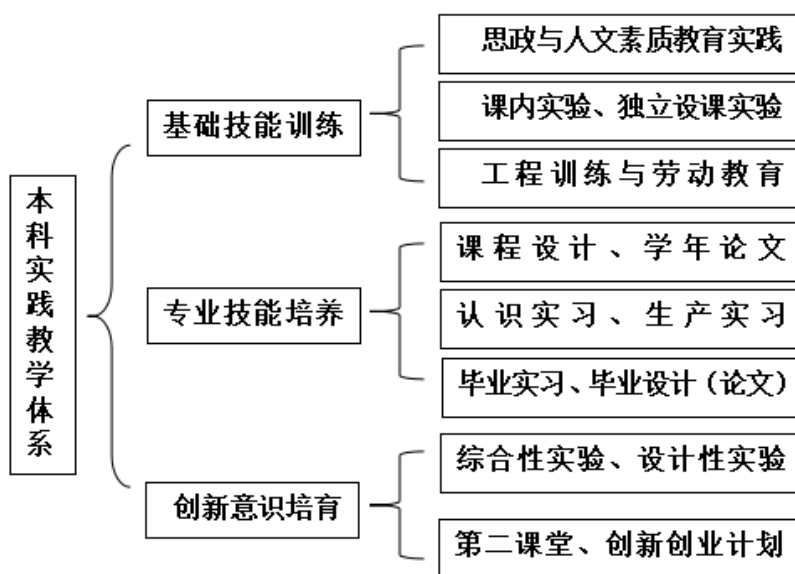 本科实践教学体系
基础技能训练
思政与人文素质教育实践
课内实验、独立设课实验
工程训练与劳动教育
专业技能培养
课程设计、学年论文
认识实习、生产实习
毕业实习、毕业设计（论文）
创新意识培育
综合性实验、设计性实验
第二课堂、创新创业计划